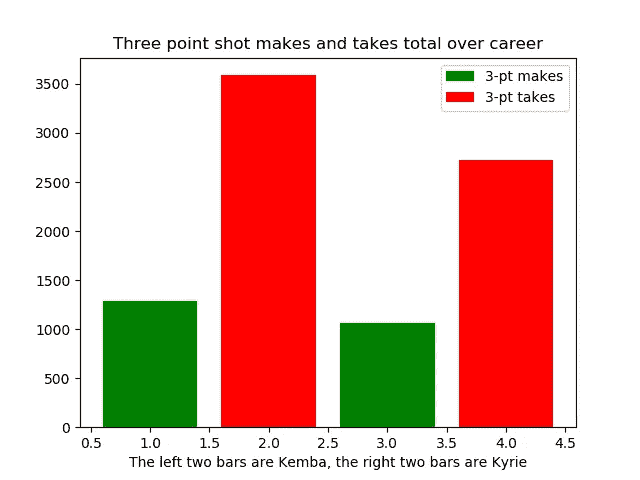 Three point shot makes and takes total over career
3-pt makes
3-pt takes
3500
3000
2500
2000
1500
1000
500
0
0.5 1.0 1.5 2.0 2.5 3.0 3.5 4.0 4.5
The left two bars are Kemba, the right two bars are Kyrie